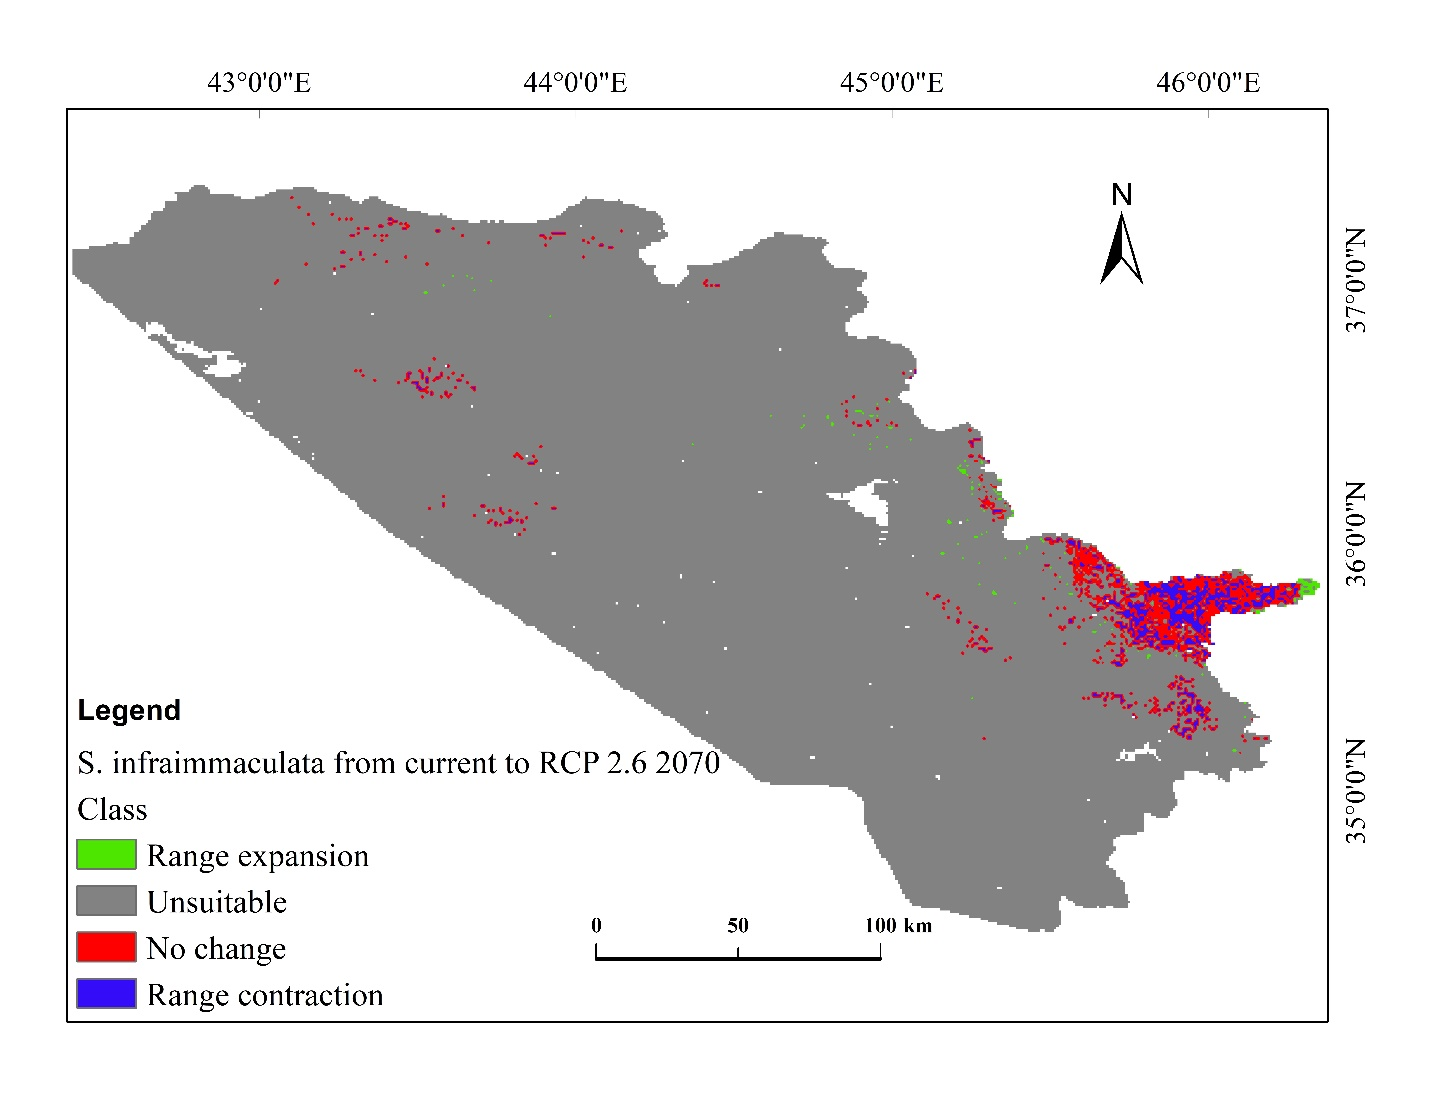 43°0'0"E 44°0'0"E 45°0'0"E 46°0'0"E
N
37°0'0"N
36°0'0"N
35°0'0"N
Legend
S. infraimmaculata from current to RCP 2.6 2070
Class
Range expansion
Unsuitable
No change
Range contraction
0 50 100 km